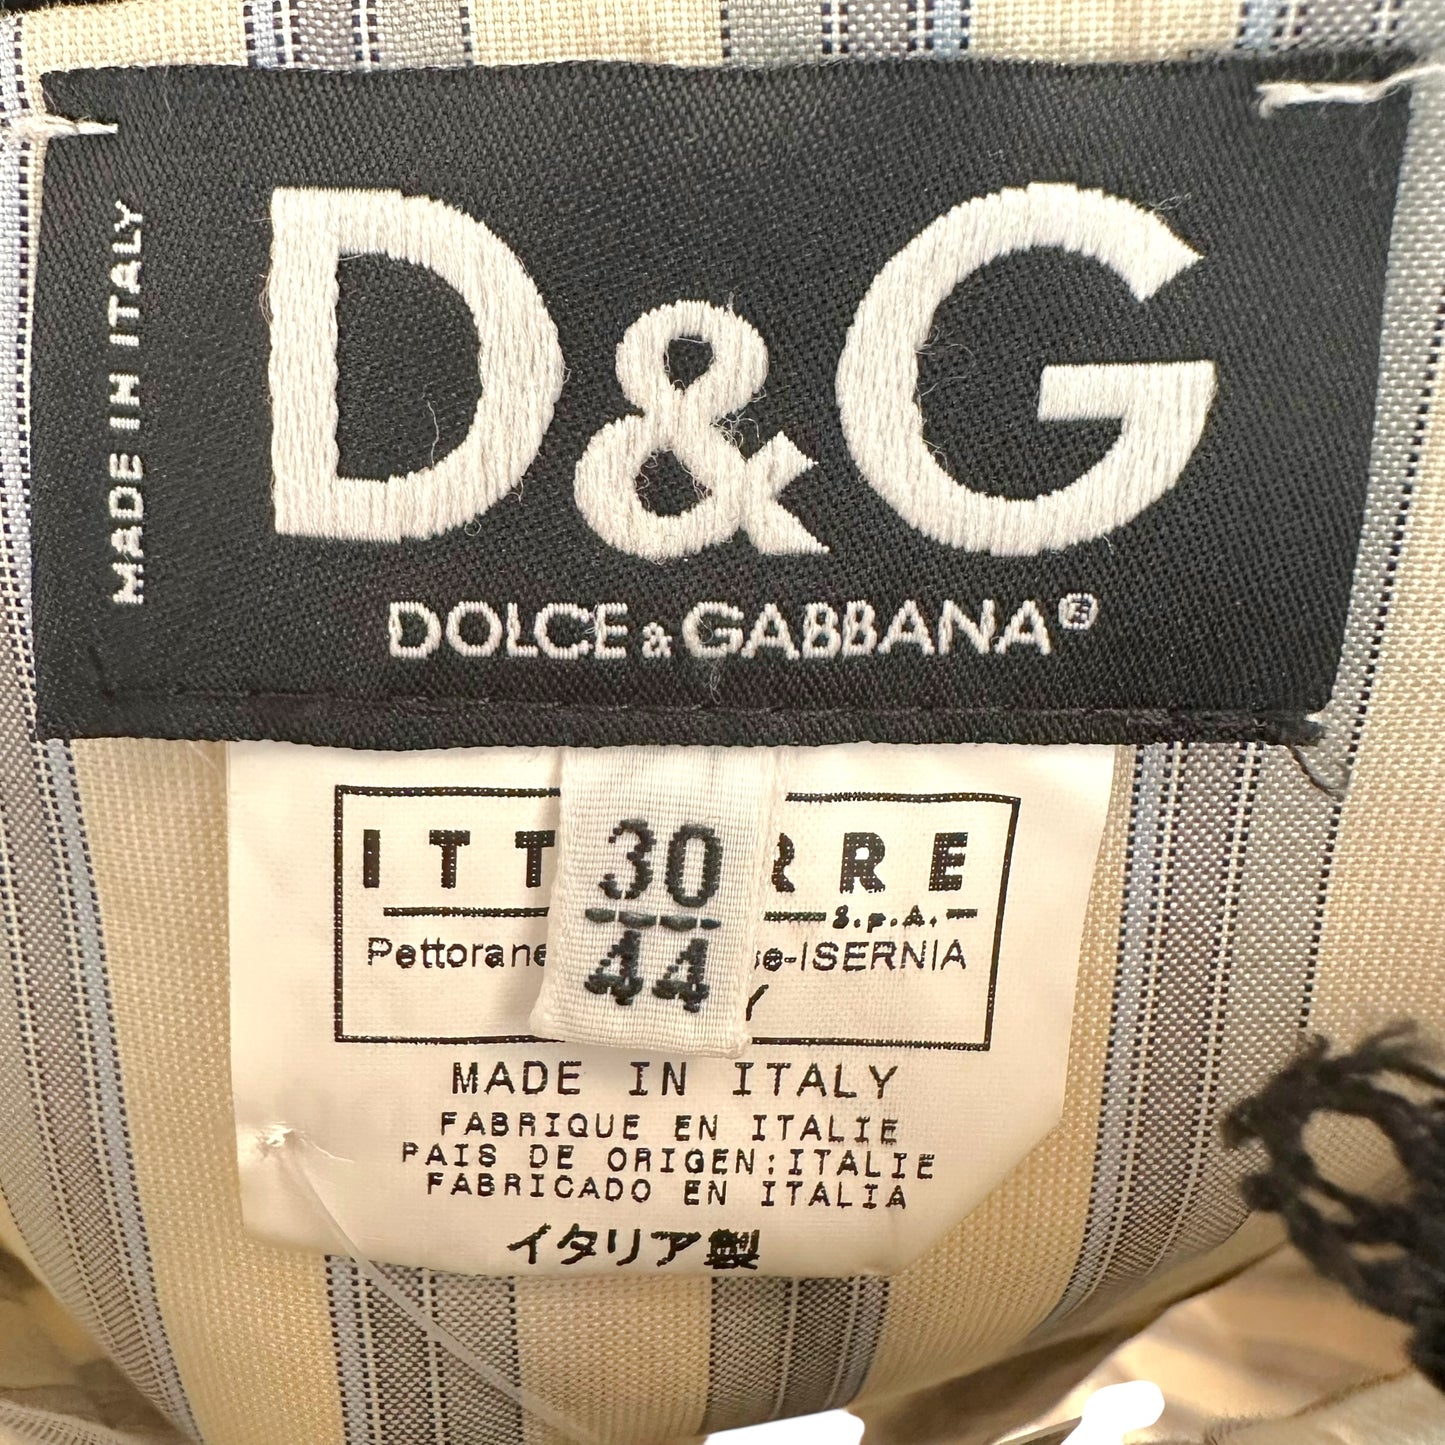 MADE IN ITALY
D&G
DOLCE & GABBANA®
30
44
ITT RRE
S.p.A.
Pettorane se-ISERNIA
Y
MADE IN ITALY
FABRIQUE EN ITALIE
PAIS DE ORIGEN:ITALIE
FABRICADO EN ITALIA
イタリア製